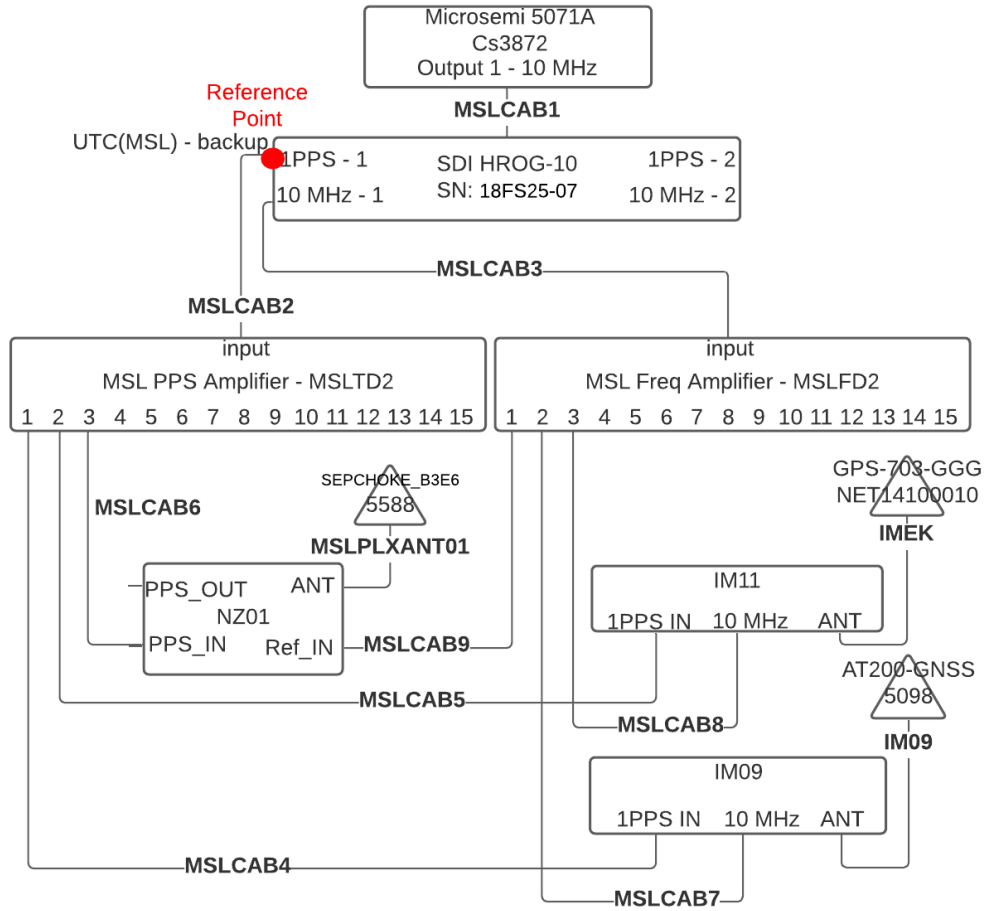 Microsemi 5071A
Cs3872
Output 1 - 10 MHz
MSLCAB1
Reference
Point
UTC(MSL) - backup
1PPS - 1
10 MHz - 1
SDI HROG-10
SN: 18FS25-07
1PPS - 2
10 MHz - 2
MSLCAB3
MSLCAB2
input
MSL PPS Amplifier - MSLTD2
1 2 3 4 5 6 7 8 9 10 11 12 13 14 15
input
MSL Freq Amplifier - MSLFD2
1 2 3 4 5 6 7 8 9 10 11 12 13 14 15
MSLCAB6
SEPCHOKE_B3E6
5588
MSLPLXANT01
PPS_OUT
ANT
NZ01
PPS_IN
Ref_IN
MSLCAB9
GPS-703-GGG
NET14100010
IMEK
IM11
1PPS IN 10 MHz ANT
MSLCAB5
MSLCAB8
AT200-GNSS
5098
IM09
IM09
1PPS IN 10 MHz ANT
MSLCAB4
MSLCAB7